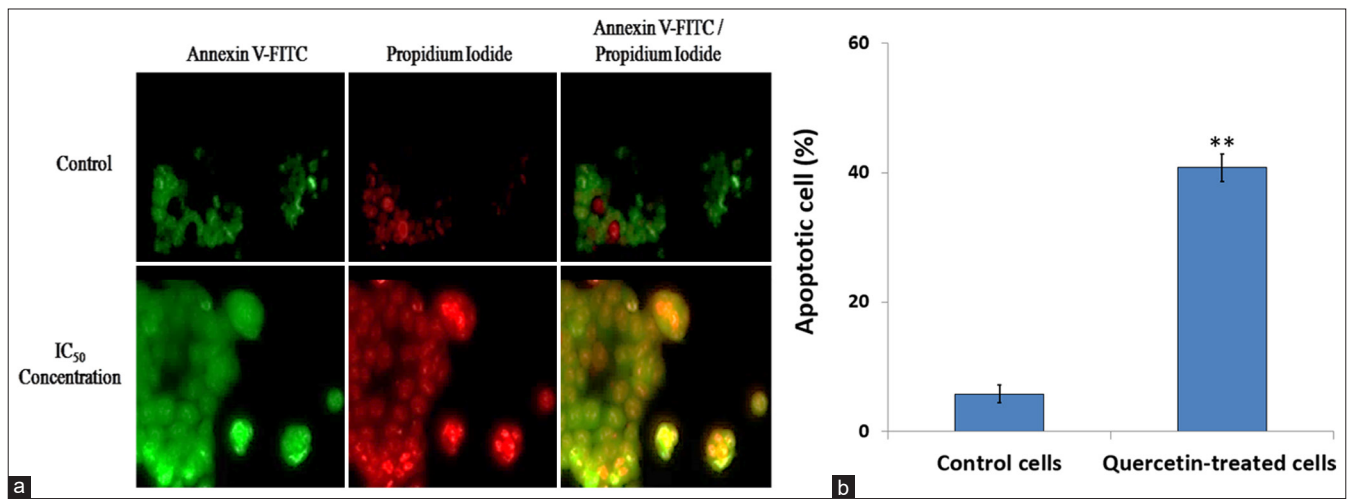 Annexin V-FITC
Propidium Iodide
Annexin V-FITC /
Propidium Iodide
Control
IC50
Concentration
a
60
40
20
0
Apoptotic cell (%)
**
Control cells
Quercetin-treated cells
b